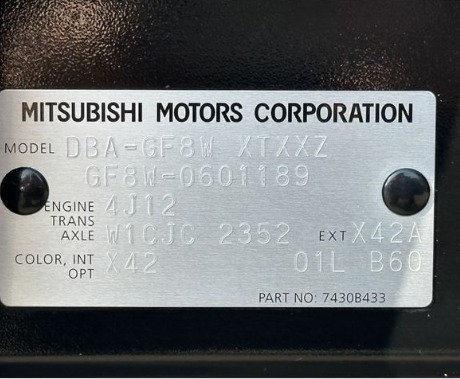 MITSUBISHI MOTORS CORPORATION
MODEL DBA-GF8W XTXXZ
GF8W-0601189
ENGINE 4J12
TRANS
AXLE W1CJC 2352 EXT X42A
COLOR, INT X42 01L B60
OPT
PART NO: 7430B433